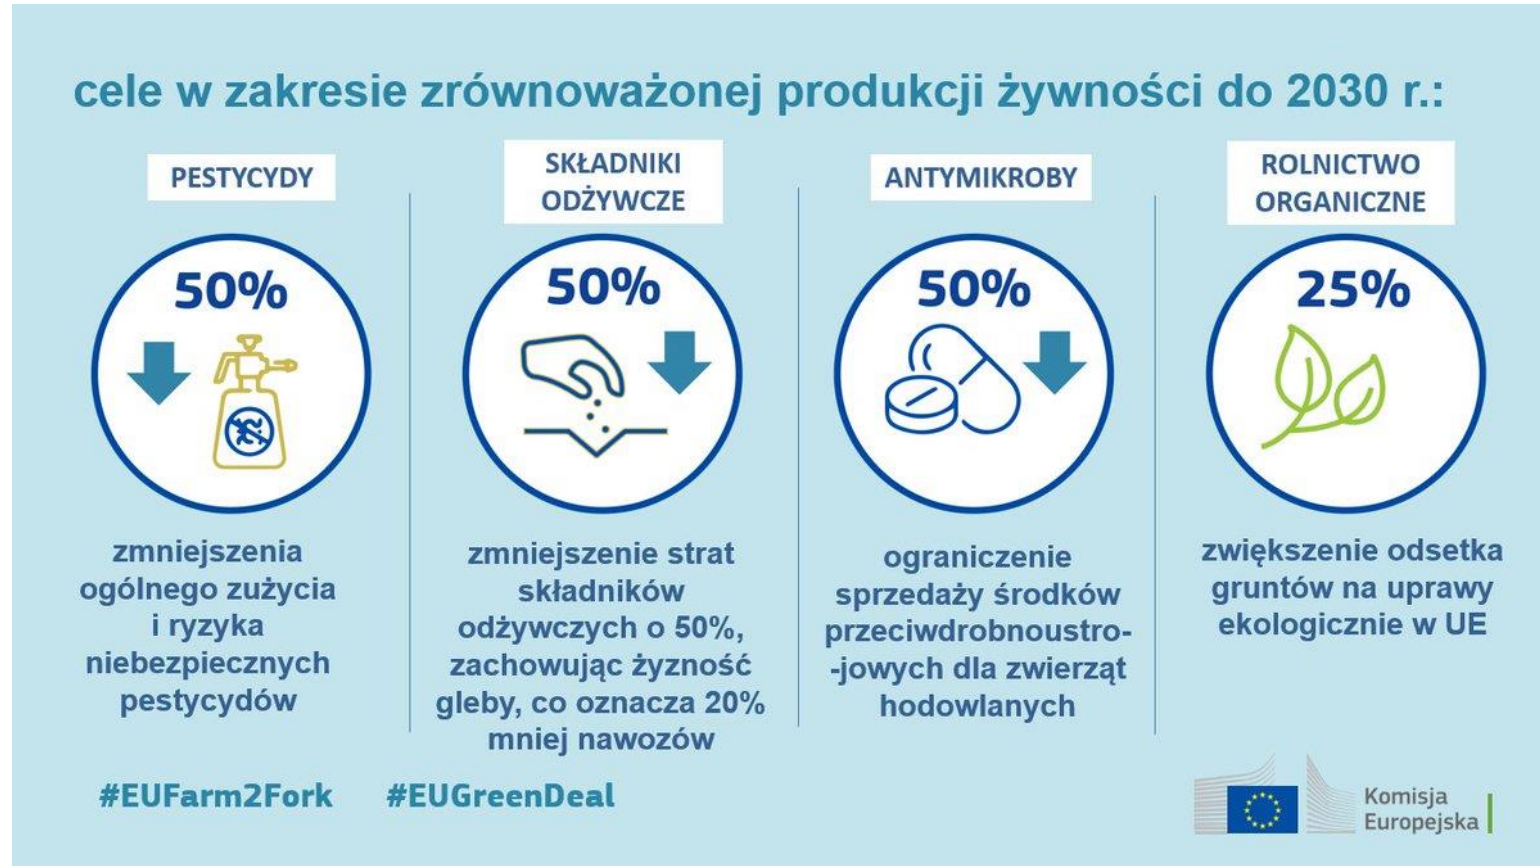 cele w zakresie zrównoważonej produkcji żywności do 2030 r.:
PESTYCYDY
50%
zmniejszenia
ogólnego zużycia
i ryzyka
niebezpiecznych
pestycydów
SKŁADNIKI
ODŻYWCZE
50%
zmniejszenie strat
składników
odżywczych o 50%,
zachowując żyzność
gleby, co oznacza 20%
mniej nawozów
ANTYMIKROBY
50%
ograniczenie
sprzedaży środków
przeciwdrobnoustro-
-jowych dla zwierząt
hodowlanych
ROLNICTWO
ORGANICZNE
25%
zwiększenie odsetka
gruntów na uprawy
ekologicznie w UE
#EUFarm2Fork #EUGreenDeal
Komisja
Europejska